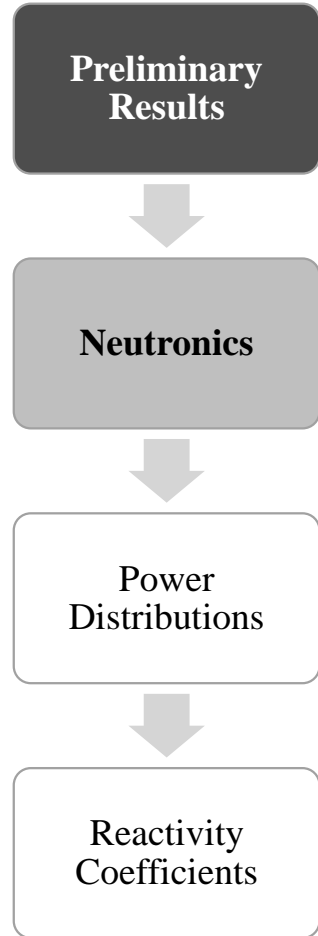 Preliminary
Results
Neutronics
Power
Distributions
Reactivity
Coefficients